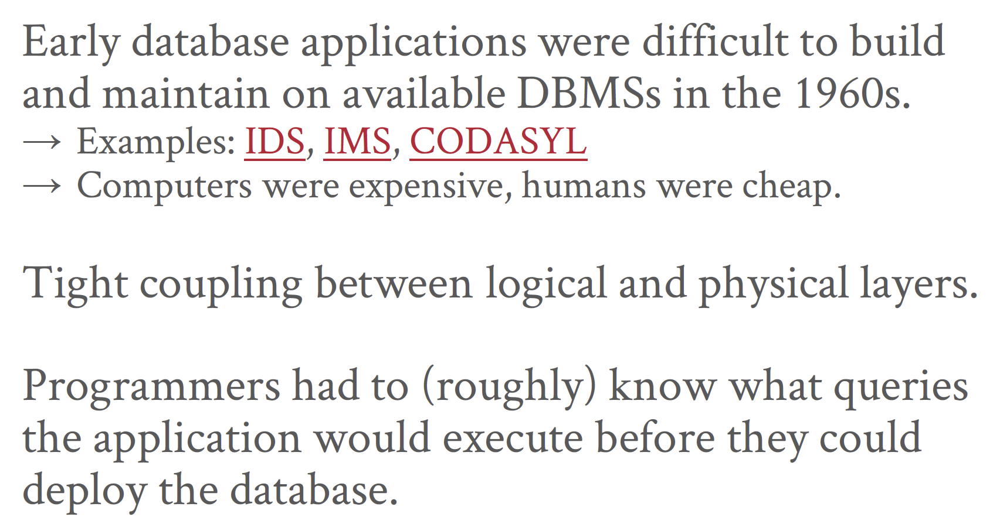 Early database applications were difficult to build
and maintain on available DBMSs in the 1960s.
→ Examples: IDS, IMS, CODASYL
→ Computers were expensive, humans were cheap.
Tight coupling between logical and physical layers.
Programmers had to (roughly) know what queries
the application would execute before they could
deploy the database.